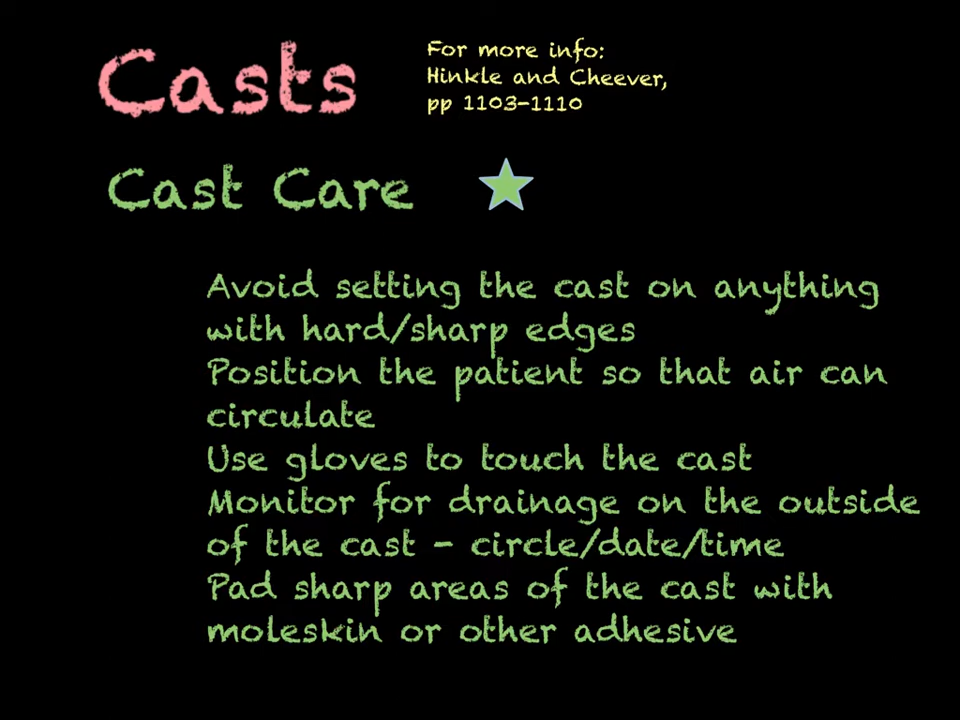 Casts
For more info:
Hinkle and Cheever,
pp 1103-1110
Cast Care
Avoid setting the cast on anything
with hard/sharp edges
Position the patient so that air can
circulate
Use gloves to touch the cast
Monitor for drainage on the outside
of the cast - circle/date/time
Pad sharp areas of the cast with
moleskin or other adhesive